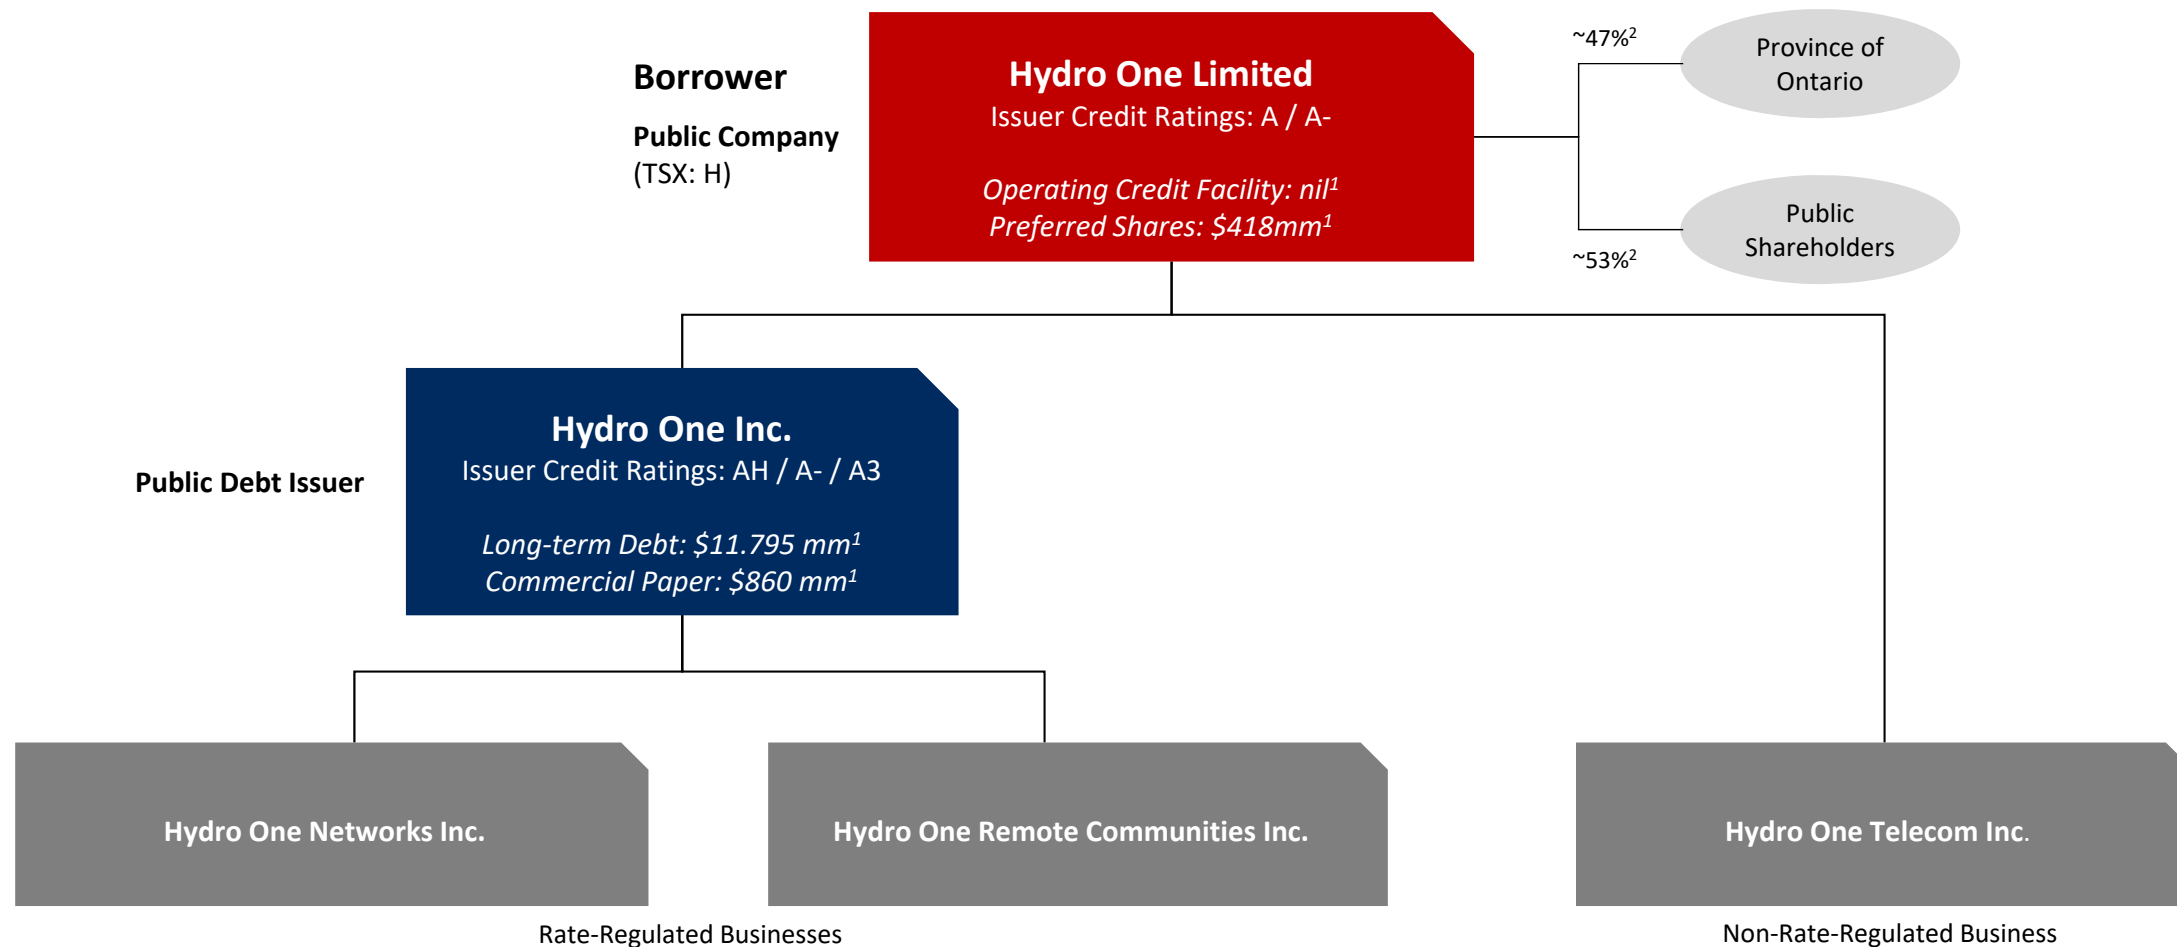 Borrower
Public Company
(TSX: H)
Hydro One Limited
Issuer Credit Ratings: A / A-
Operating Credit Facility: nil¹
Preferred Shares: $418mm¹
~47%²
Province of
Ontario
Public
Shareholders
~53%²
Public Debt Issuer
Hydro One Inc.
Issuer Credit Ratings: AH / A- / A3
Long-term Debt: $11.795 mm¹
Commercial Paper: $860 mm¹
Hydro One Networks Inc.
Hydro One Remote Communities Inc.
Hydro One Telecom Inc.
Rate-Regulated Businesses
Non-Rate-Regulated Business